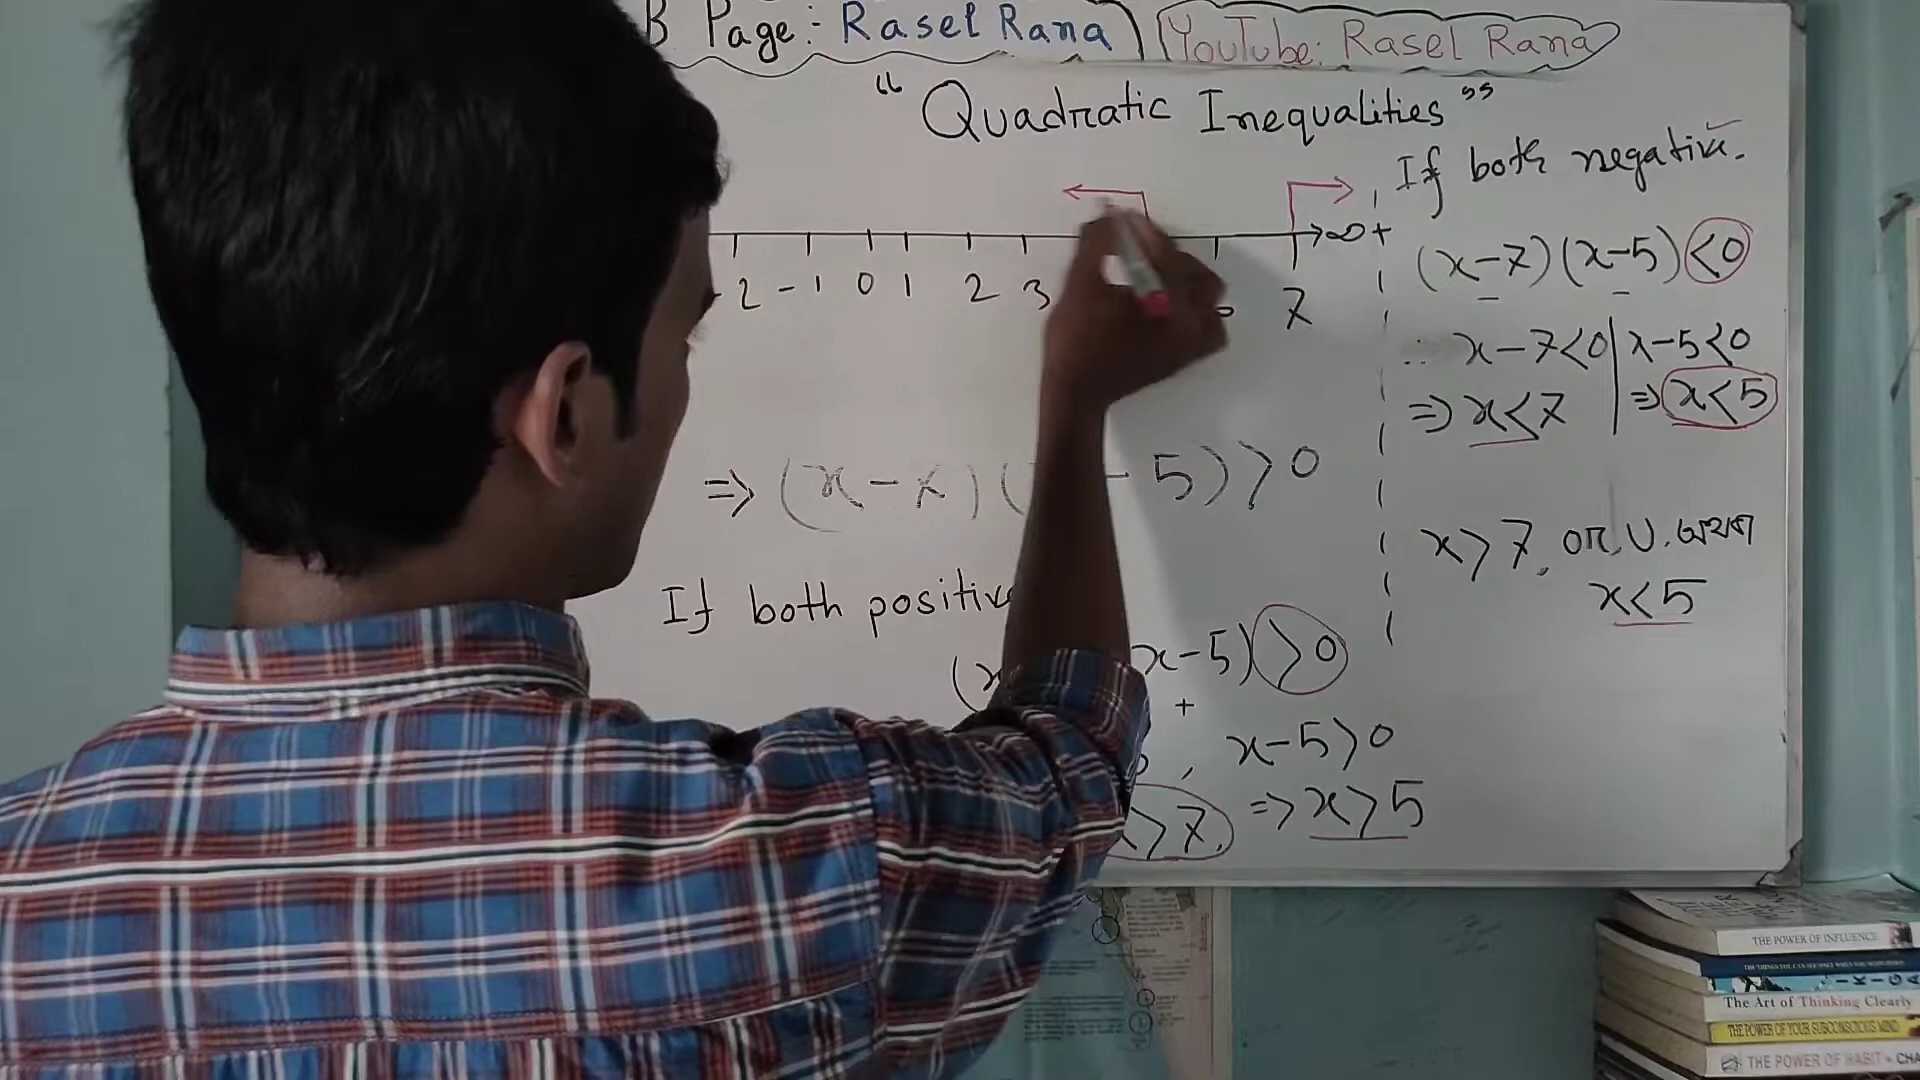 B Page:- Rasel Rana
YouTube: Rasel Rana
" Quadratic Inequalities "
-2 -1 0 1 2 3 7
∞ +
=> (x-7)( -5)>0
If both positive
(x x-5)>0
+
, x-5>0
x>7, => x>5
If both negative.
(x-7)(x-5)<0
- -
∴ x-7<0 | x-5<0
=> x<7 | => x<5
x>7, or, U, অথবা
x<5
THE POWER OF INFLUENCE
The Art of Thinking Clearly
THE POWER OF YOUR SUBCONSCIOUS MIND
THE POWER OF HABIT • CHA